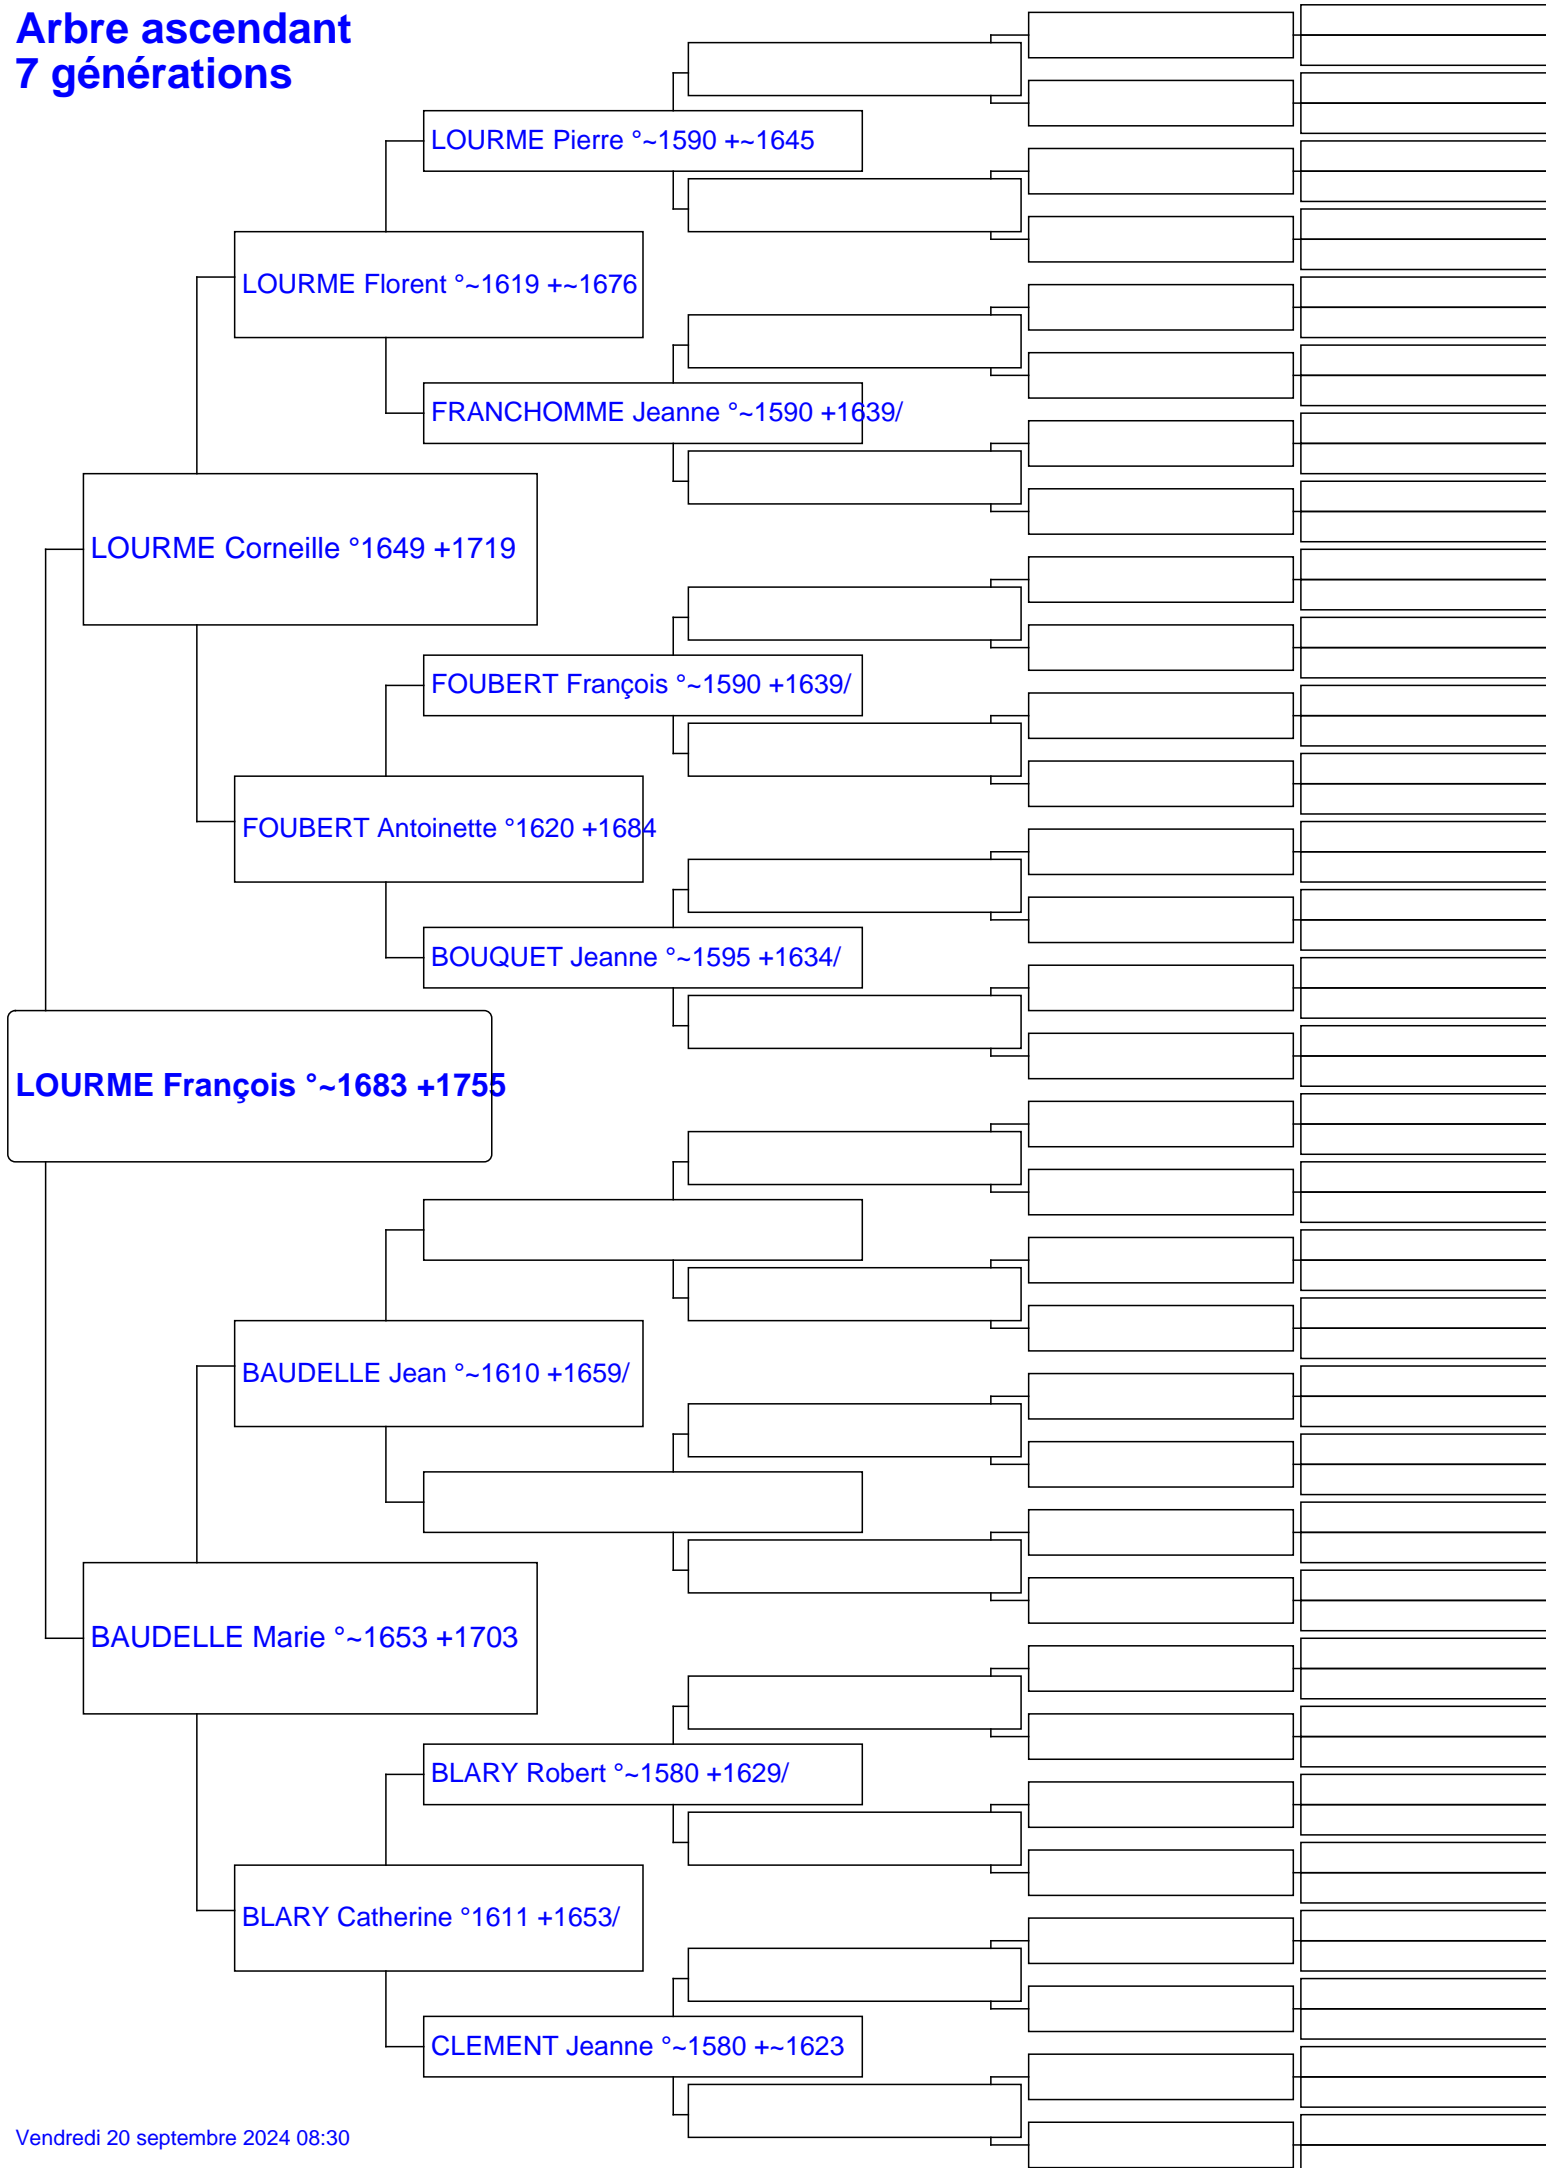 Arbre ascendant
7 générations
LOURME Pierre °~1590 +~1645
LOURME Florent °~1619 +~1676
FRANCHOMME Jeanne °~1590 +1639/
LOURME Corneille °1649 +1719
FOUBERT François °~1590 +1639/
FOUBERT Antoinette °1620 +1684
BOUQUET Jeanne °~1595 +1634/
LOURME François °~1683 +1755
BAUDELLE Jean °~1610 +1659/
BAUDELLE Marie °~1653 +1703
BLARY Robert °~1580 +1629/
BLARY Catherine °1611 +1653/
CLEMENT Jeanne °~1580 +~1623
Vendredi 20 septembre 2024 08:30